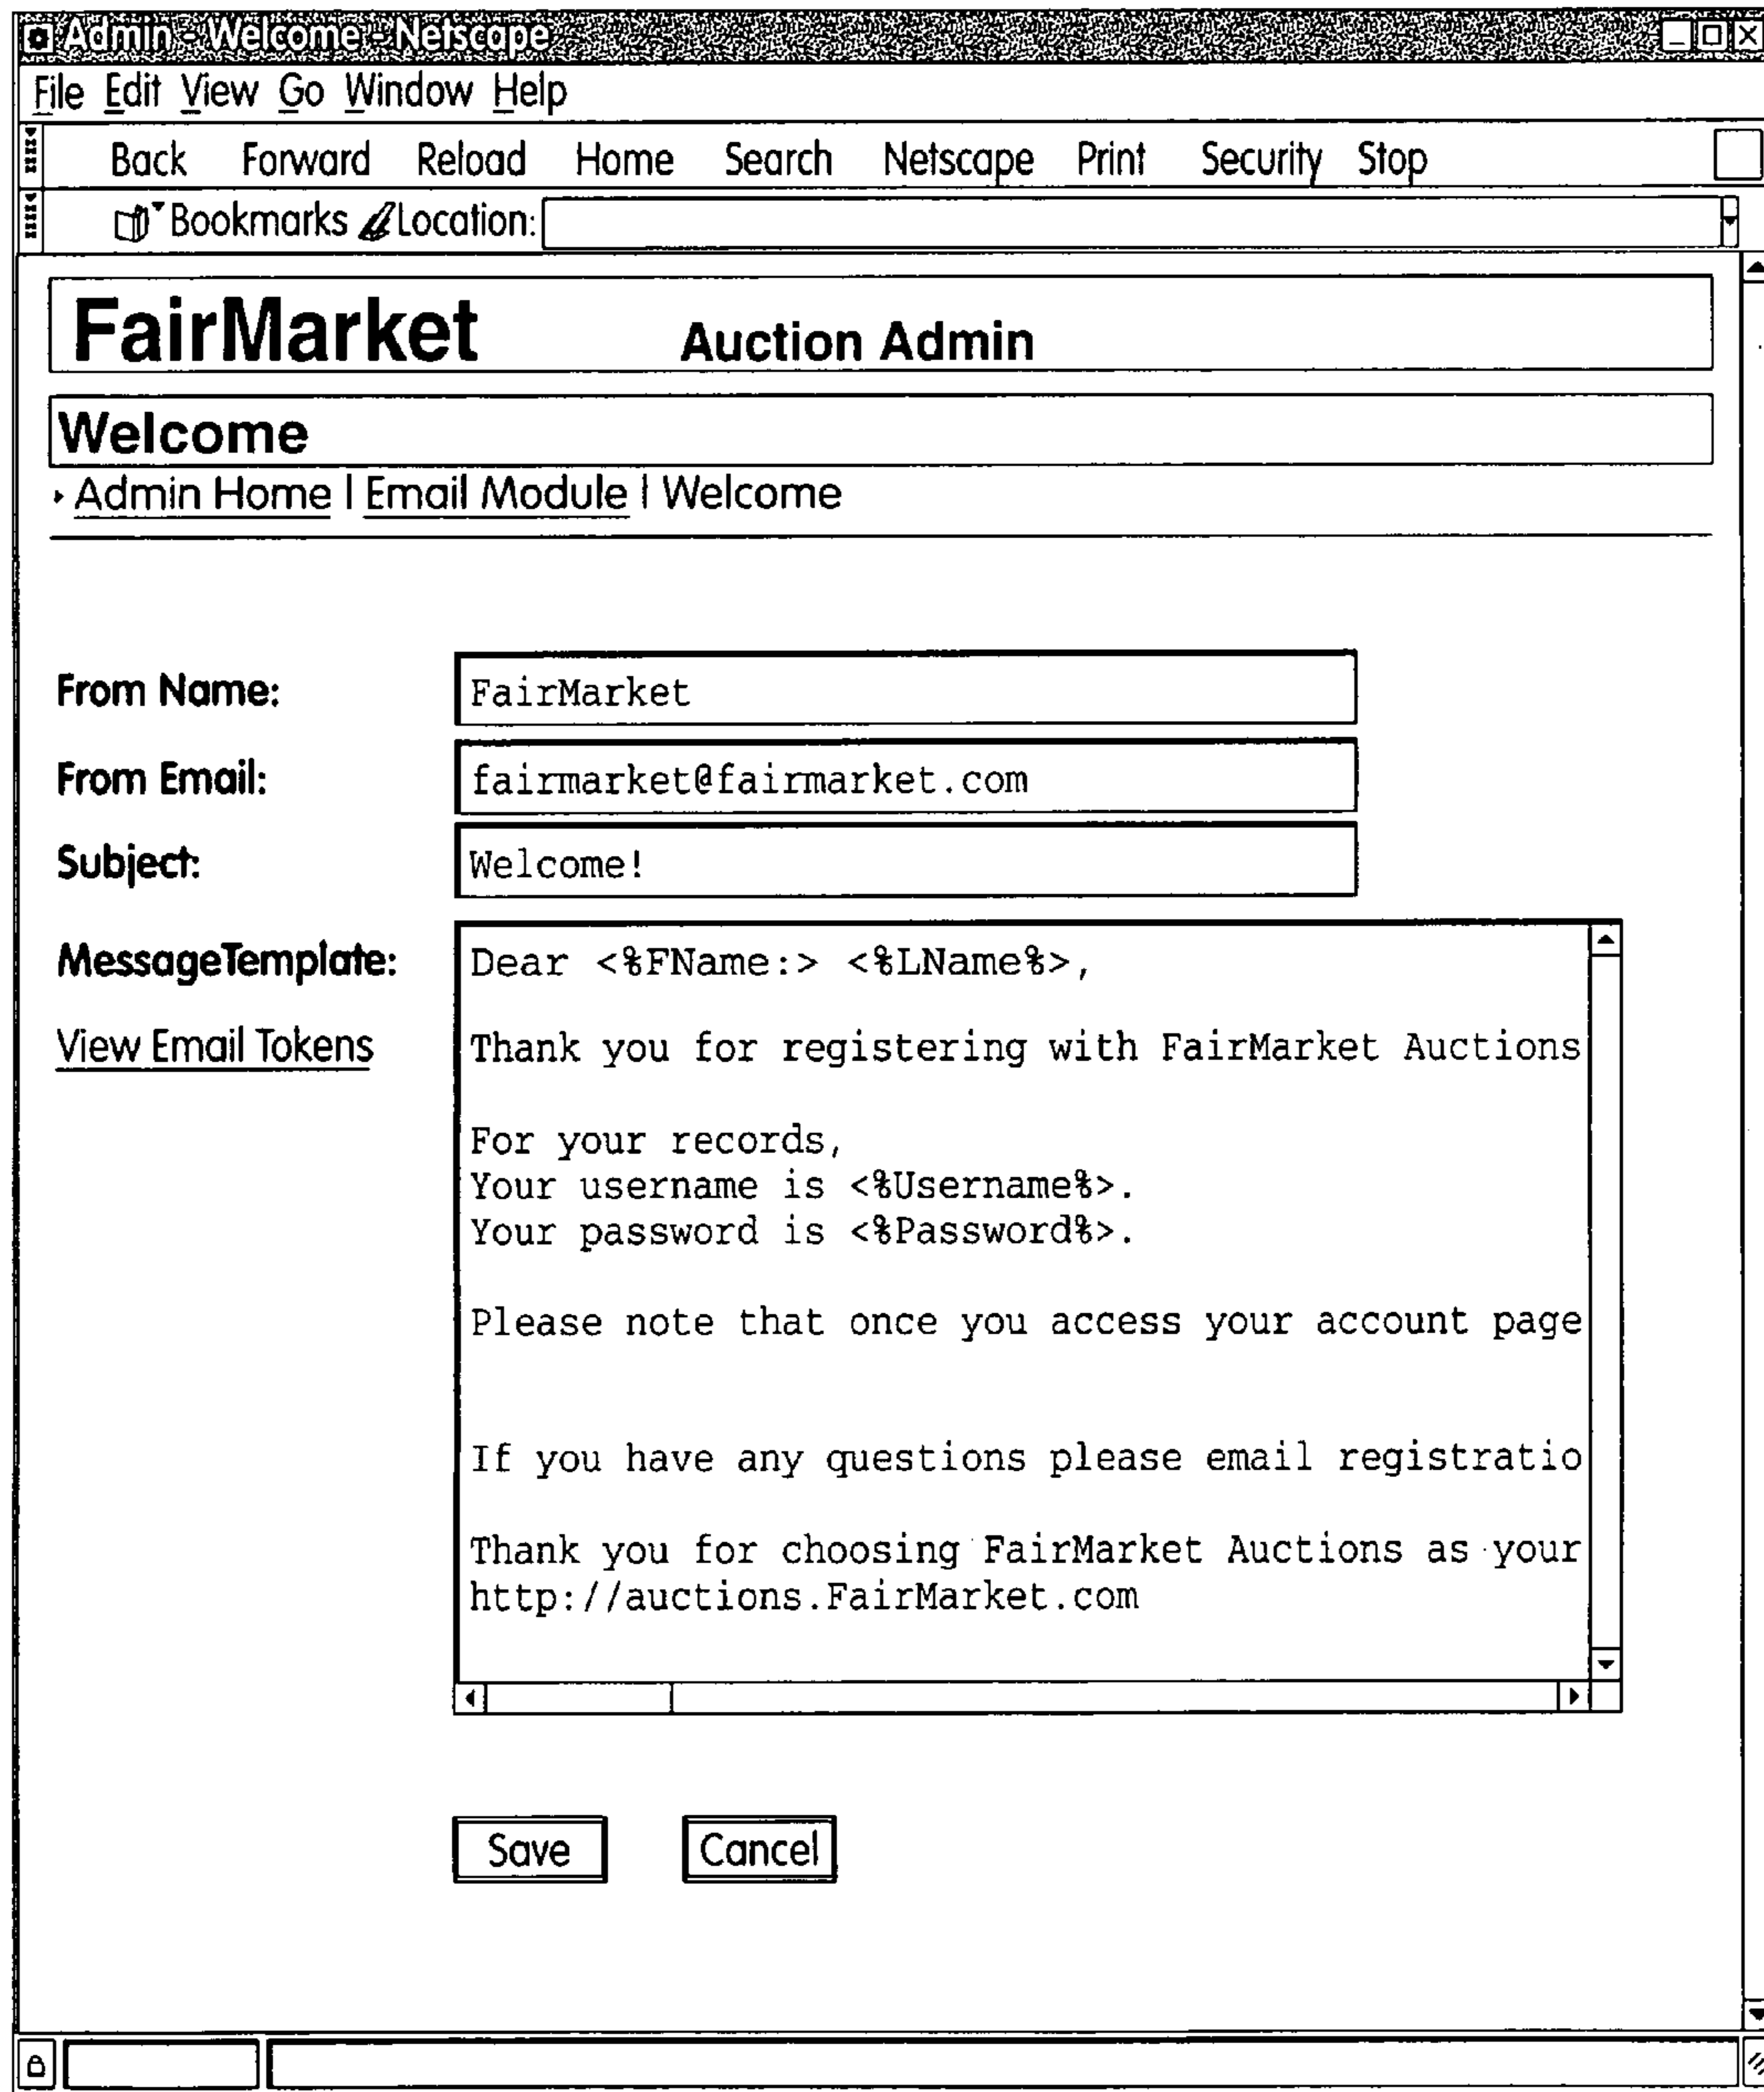 Admin - Welcome - Netscape
File Edit View Go Window Help
Back Forward Reload Home Search Netscape Print Security Stop
Bookmarks Location:
FairMarket Auction Admin
Welcome
Admin Home | Email Module | Welcome
From Name: FairMarket
From Email: fairmarket@fairmarket.com
Subject: Welcome!
MessageTemplate: Dear <%FName:> <%LName%>,
View Email Tokens Thank you for registering with FairMarket Auctions
For your records,
Your username is <%Username%>.
Your password is <%Password%>.
Please note that once you access your account page
If you have any questions please email registratio
Thank you for choosing FairMarket Auctions as your
http://auctions.FairMarket.com
Save Cancel